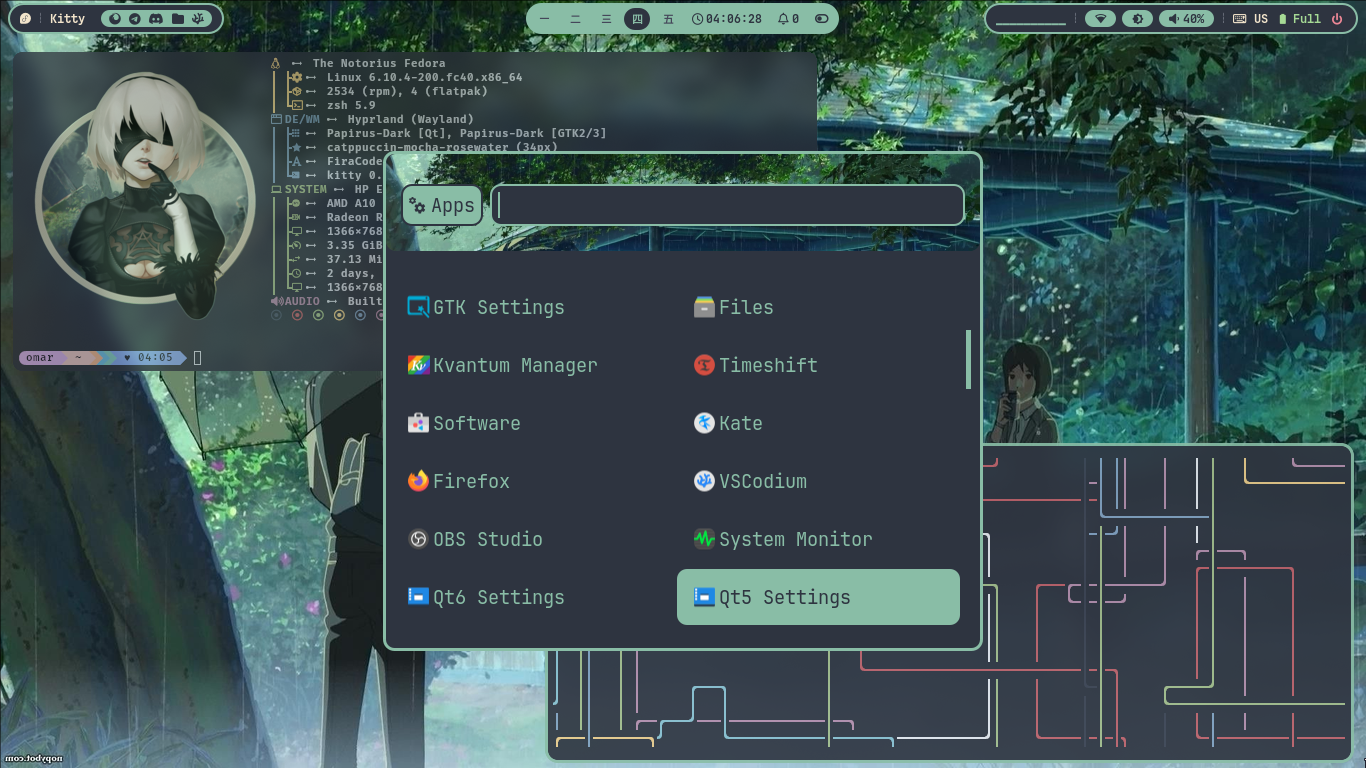 Kitty
一 二 三 四 五 04:06:28 0
40% US Full
The Notorius Fedora
Linux 6.10.4-200.fc40.x86_64
2534 (rpm), 4 (flatpak)
zsh 5.9
DE/WM Hyprland (Wayland)
Papirus-Dark [Qt], Papirus-Dark [GTK2/3]
catppuccin-mocha-rosewater (34px)
FiraCode
kitty 0.
SYSTEM HP E
AMD A10
Radeon R
1366×768
3.35 GiB
37.13 Mi
2 days,
1366×768
AUDIO Built
omar ~ ♥ 04:05
Apps
GTK Settings
Files
Kvantum Manager
Timeshift
Software
Kate
Firefox
VSCodium
OBS Studio
System Monitor
Qt6 Settings
Qt5 Settings
nopybot.com